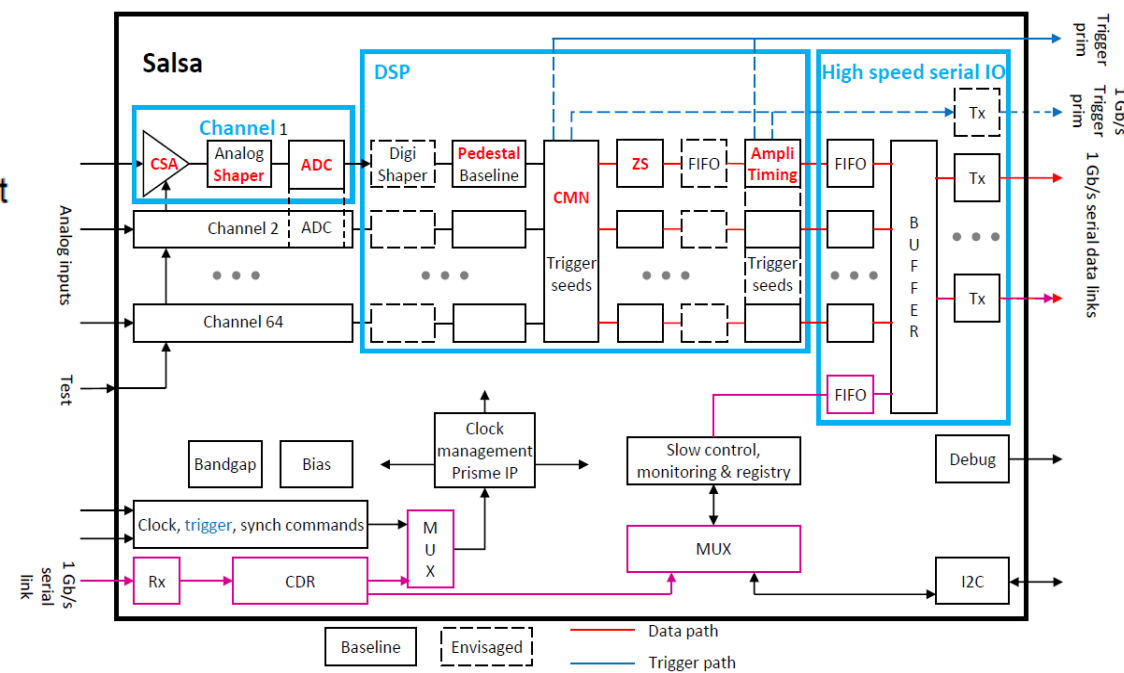 Salsa
DSP
High speed serial IO
Trigger
prim
1 Gb/s
Trigger
prim
Tx
Channel 1
CSA
Analog
Shaper
ADC
Digi
Shaper
Pedestal
Baseline
CMN
Trigger
seeds
ZS
FIFO
Ampli
Timing
FIFO
Tx
1 Gb/s serial data links
t
Analog inputs
Channel 2
ADC
Trigger
seeds
B
U
F
F
E
R
Tx
Channel 64
Test
FIFO
Clock
management
Prisme IP
Slow control,
monitoring & registry
Debug
Bandgap
Bias
Clock, trigger, synch commands
M
U
X
MUX
1 Gb/s
serial
link
Rx
CDR
I2C
Baseline
Envisaged
Data path
Trigger path